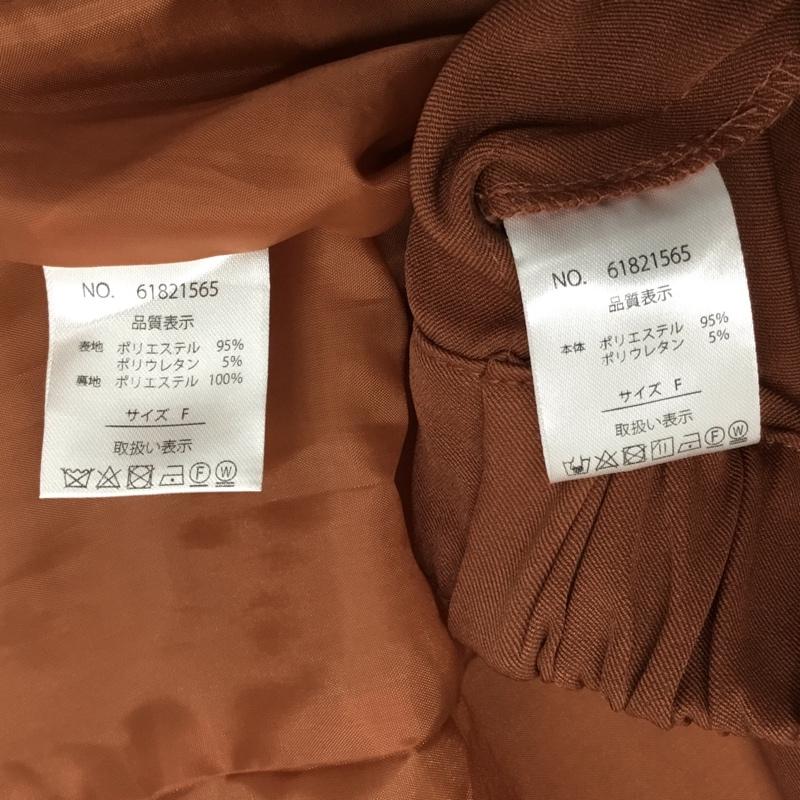 NO. 61821565
品質表示
表地 ポリエステル 95%
ポリウレタン 5%
裏地 ポリエステル 100%
サイズ F
取扱い表示
F W
NO. 61821565
品質表示
本体 ポリエステル 95%
ポリウレタン 5%
サイズ F
取扱い表示
F W